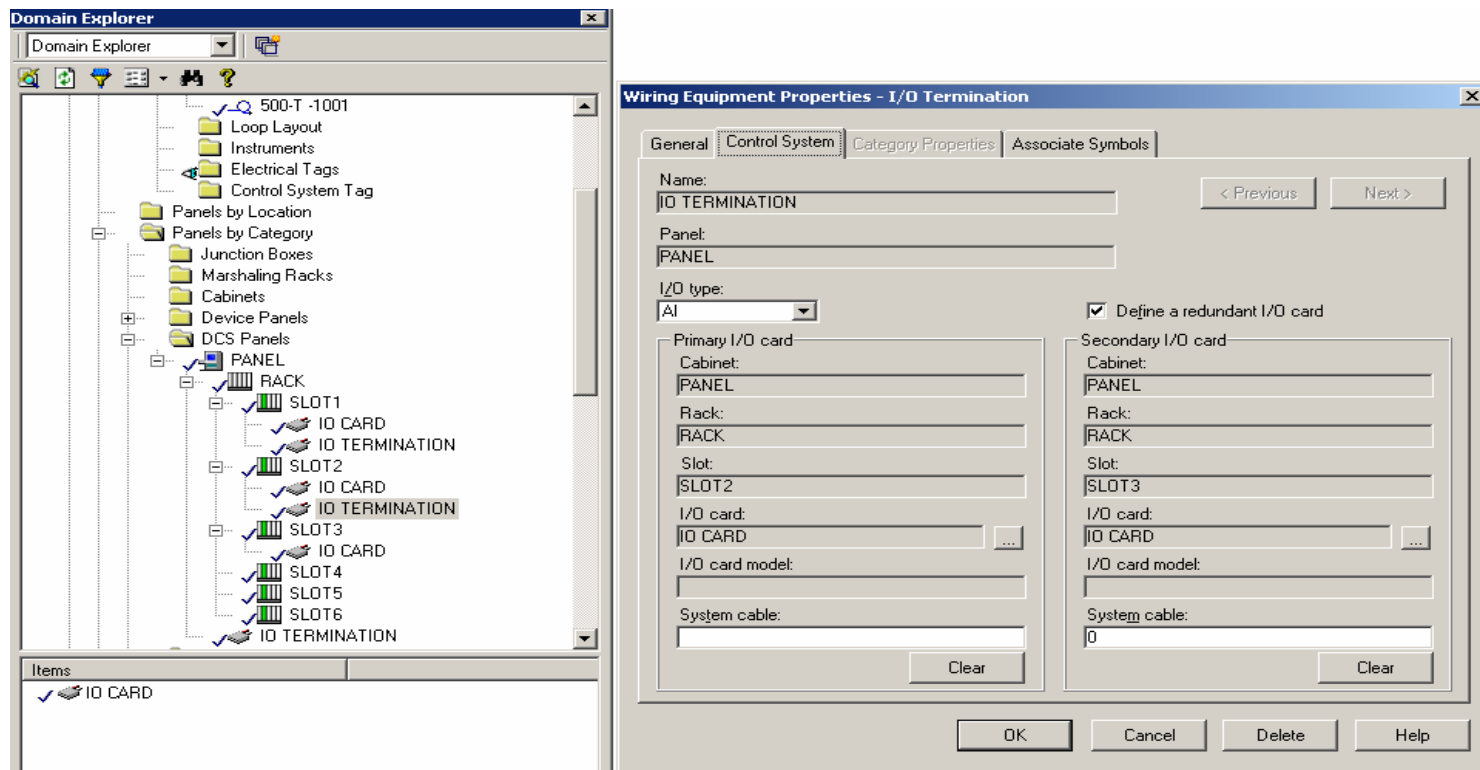 Domain Explorer
Domain Explorer
500-T -1001
Loop Layout
Instruments
Electrical Tags
Control System Tag
Panels by Location
Panels by Category
Junction Boxes
Marshaling Racks
Cabinets
Device Panels
DCS Panels
PANEL
RACK
SLOT1
IO CARD
IO TERMINATION
SLOT2
IO CARD
IO TERMINATION
SLOT3
IO CARD
SLOT4
SLOT5
SLOT6
IO TERMINATION
Items
IO CARD
Wiring Equipment Properties - I/O Termination
General Control System Category Properties Associate Symbols
Name:
IO TERMINATION
< Previous Next >
Panel:
PANEL
I/O type:
AI
Define a redundant I/O card
Primary I/O card
Cabinet:
PANEL
Rack:
RACK
Slot:
SLOT2
I/O card:
IO CARD ...
I/O card model:
System cable:
Clear
Secondary I/O card
Cabinet:
PANEL
Rack:
RACK
Slot:
SLOT3
I/O card:
IO CARD ...
I/O card model:
System cable:
0
Clear
OK Cancel Delete Help